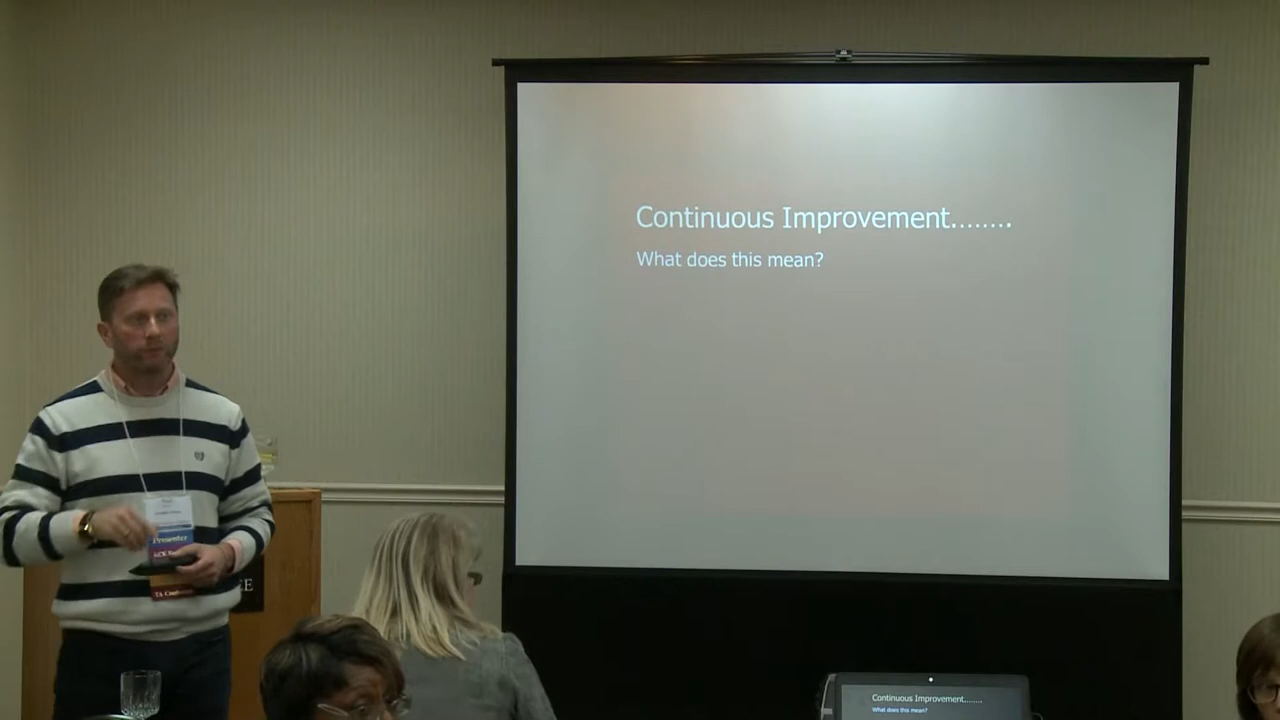 Continuous Improvement........
What does this mean?
Presenter
Continuous Improvement........
What does this mean?